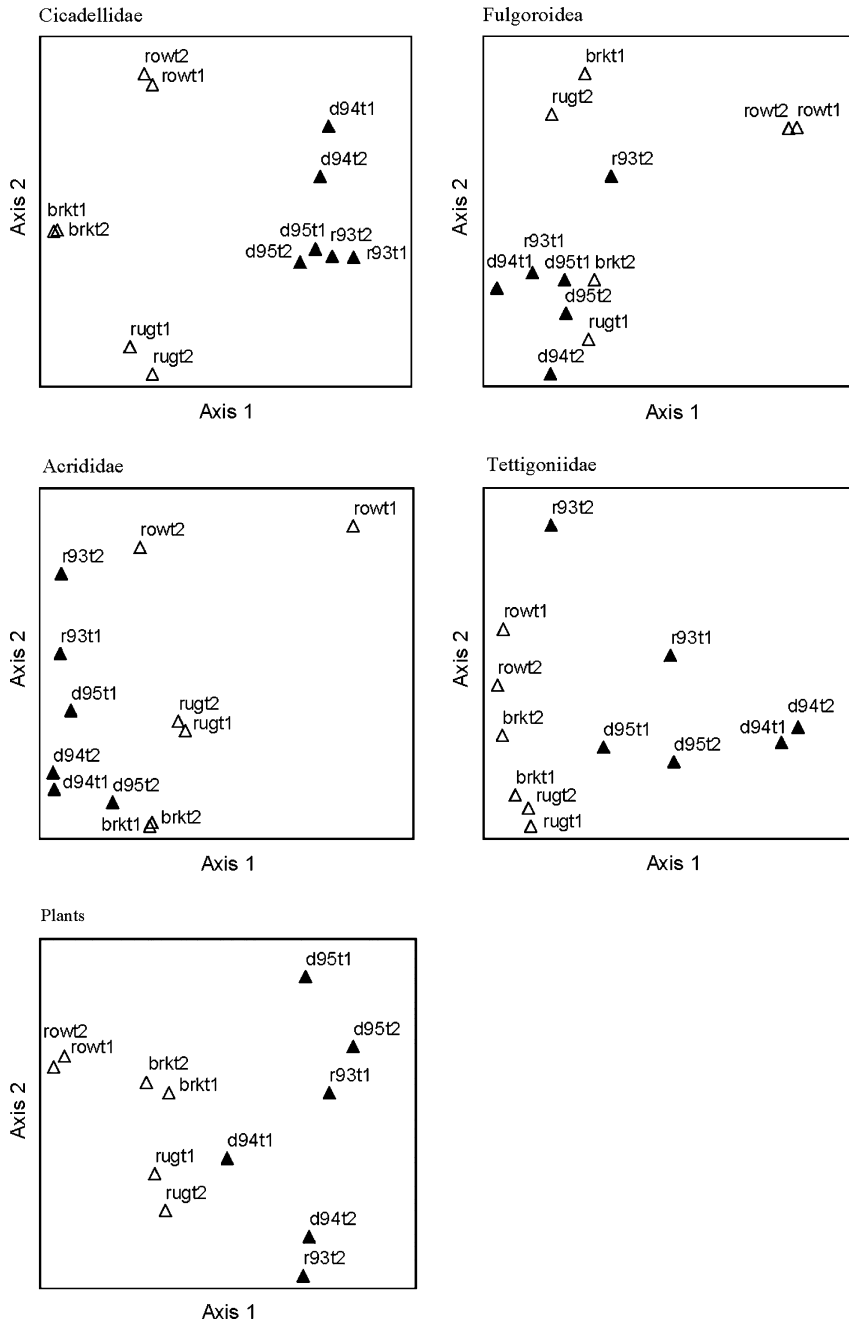 Cicadellidae
rowt2
rowt1
d94t1
d94t2
brkt1
brkt2
d95t1
d95t2
r93t2
r93t1
rugt1
rugt2
Axis 2
Axis 1
Fulgoroidea
brkt1
rugt2
rowt2 rowt1
r93t2
r93t1
d94t1
d95t1 brkt2
d95t2
rugt1
d94t2
Axis 2
Axis 1
Acrididae
rowt1
rowt2
r93t2
r93t1
d95t1
rugt2
rugt1
d94t2
d94t1
d95t2
brkt1
brkt2
Axis 2
Axis 1
Tettigoniidae
r93t2
rowt1
r93t1
rowt2
brkt2
d94t2
d94t1
d95t1
d95t2
brkt1
rugt2
rugt1
Axis 2
Axis 1
Plants
d95t1
rowt2
rowt1
d95t2
brkt2
brkt1
r93t1
d94t1
rugt1
rugt2
d94t2
r93t2
Axis 2
Axis 1